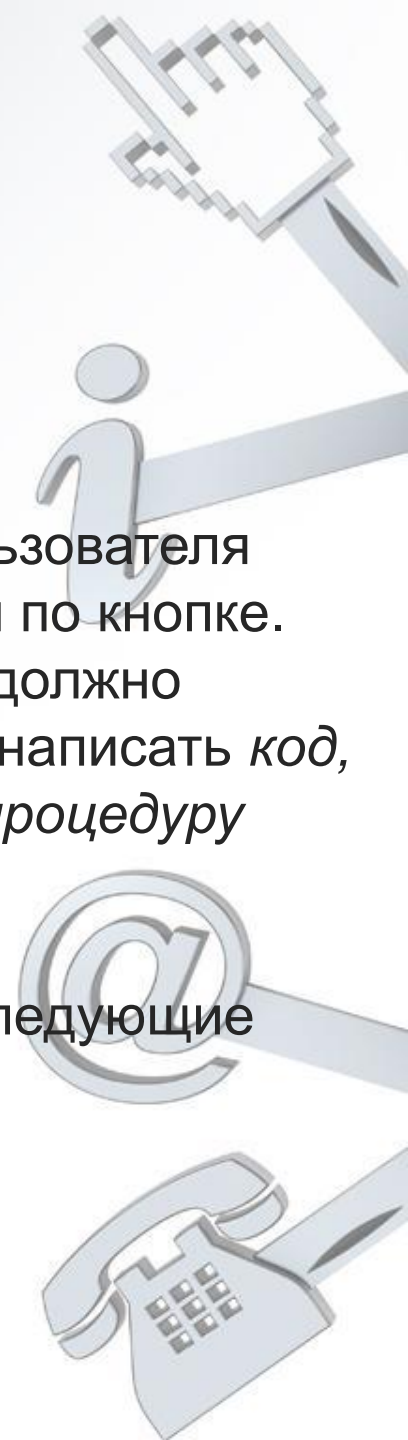 льзователя
и по кнопке.
должно
написать код,
процедуру
ледующие